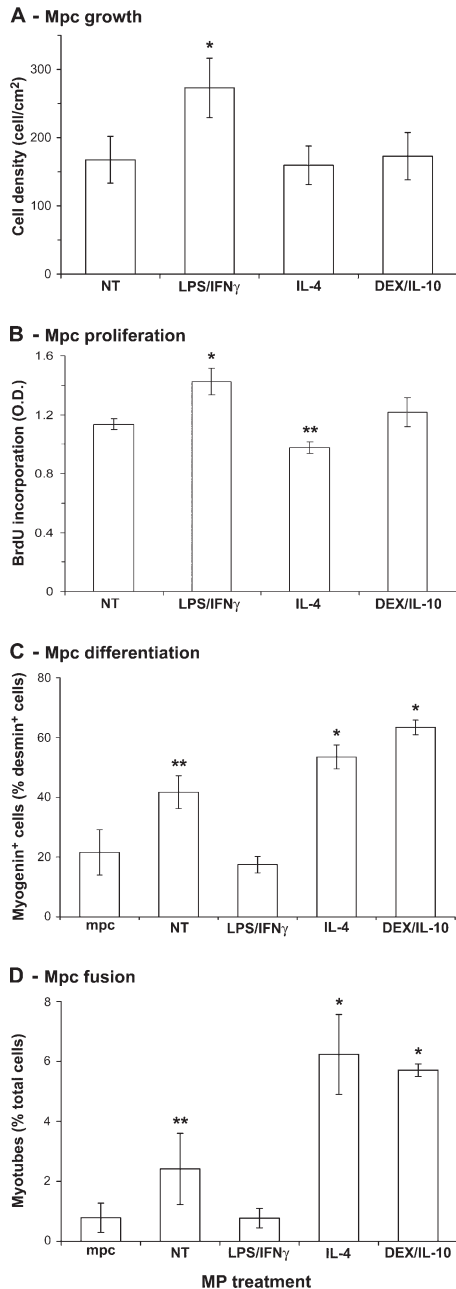 A - Mpc growth
Cell density (cell/cm²)
300
200
100
0
*
NT LPS/IFNγ IL-4 DEX/IL-10
B - Mpc proliferation
BrdU incorporation (O.D.)
1.6
1.2
0.8
0.4
0
*
**
NT LPS/IFNγ IL-4 DEX/IL-10
C - Mpc differentiation
Myogenin⁺ cells (% desmin⁺ cells)
80
60
40
20
0
**
*
*
mpc NT LPS/IFNγ IL-4 DEX/IL-10
D - Mpc fusion
Myotubes (% total cells)
8
6
4
2
0
**
*
*
mpc NT LPS/IFNγ IL-4 DEX/IL-10
MP treatment